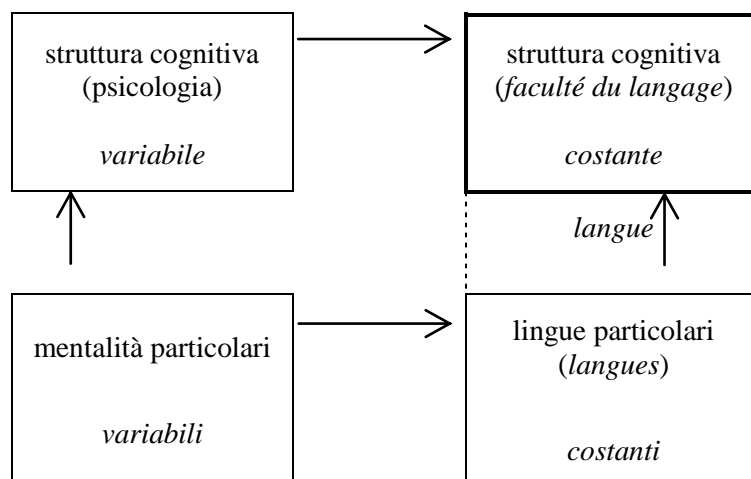 struttura cognitiva
(psicologia)
variabile
struttura cognitiva
(faculté du langage)
costante
langue
mentalità particolari
variabili
lingue particolari
(langues)
costanti